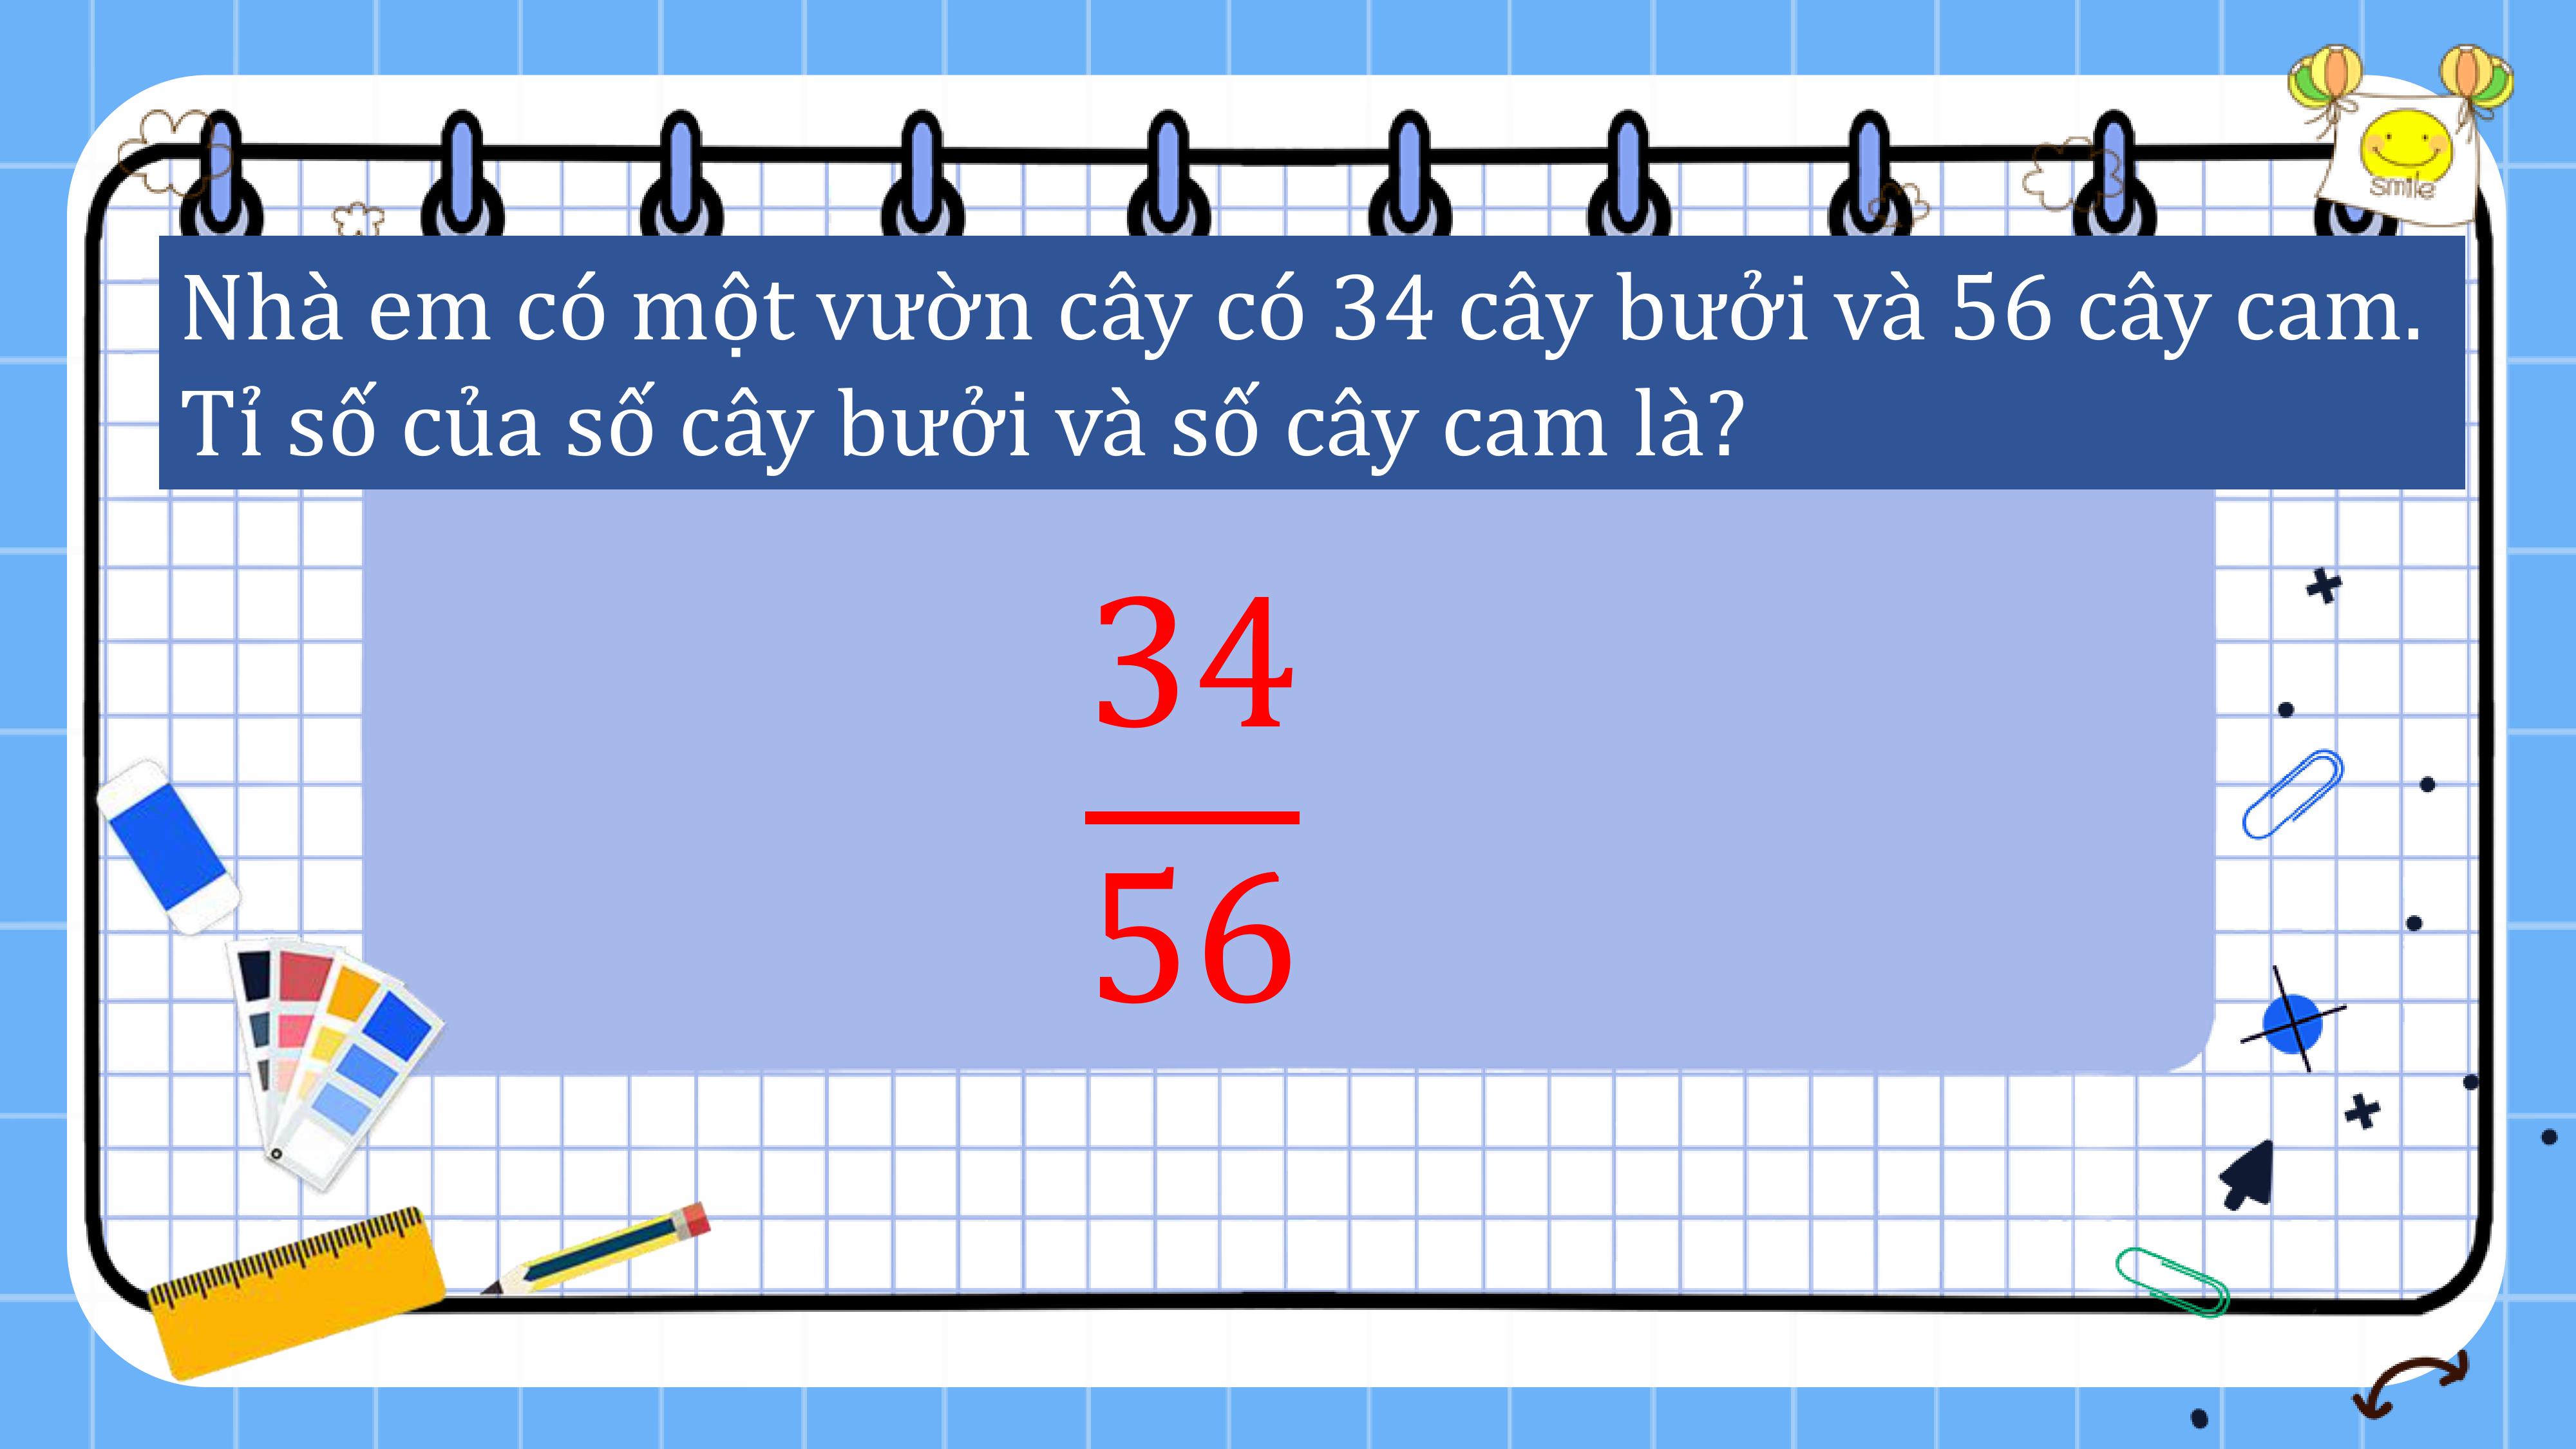 smile
Nhà em có một vườn cây có 34 cây bưởi và 56 cây cam.
Tỉ số của số cây bưởi và số cây cam là?
34
56